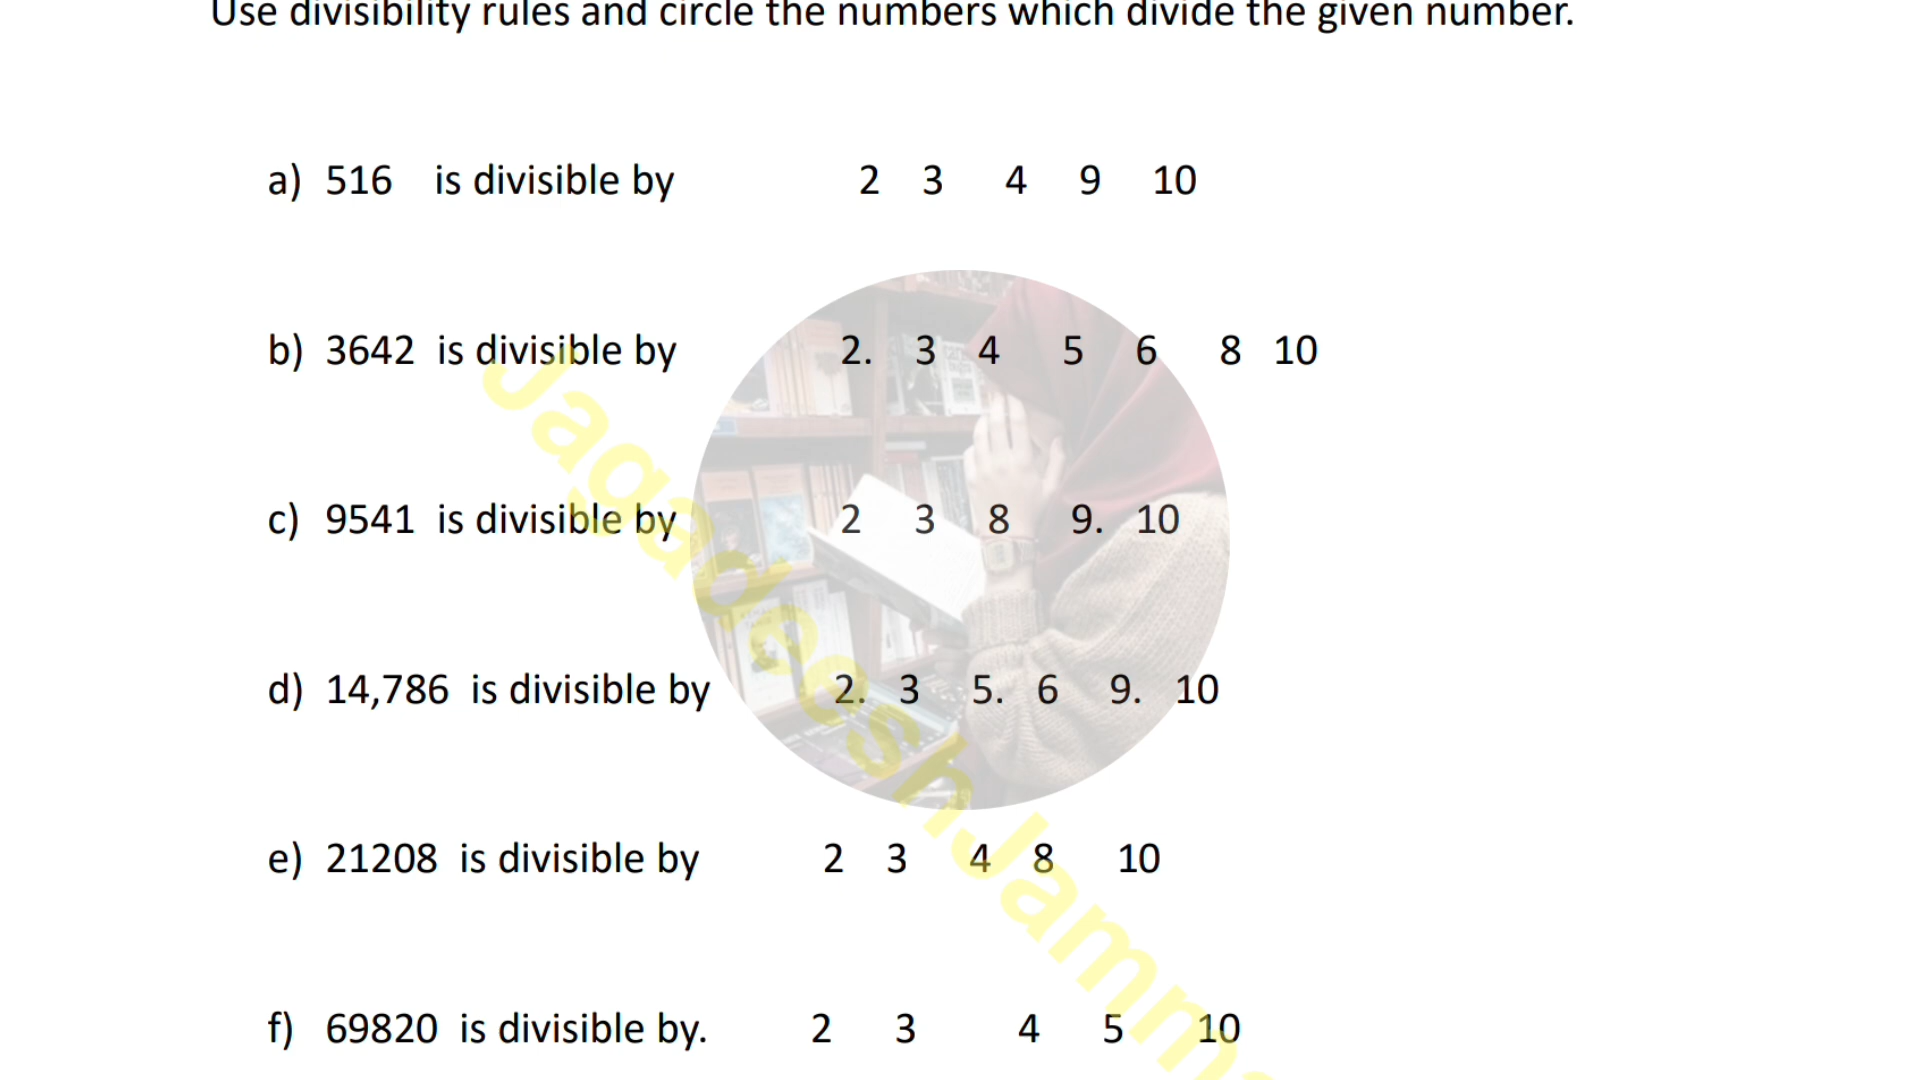 Use divisibility rules and circle the numbers which divide the given number.
a) 516 is divisible by 2 3 4 9 10
b) 3642 is divisible by 2. 3 4 5 6 8 10
c) 9541 is divisible by 2 3 8 9. 10
d) 14,786 is divisible by 2. 3 5. 6 9. 10
e) 21208 is divisible by 2 3 4 8 10
f) 69820 is divisible by. 2 3 4 5 10